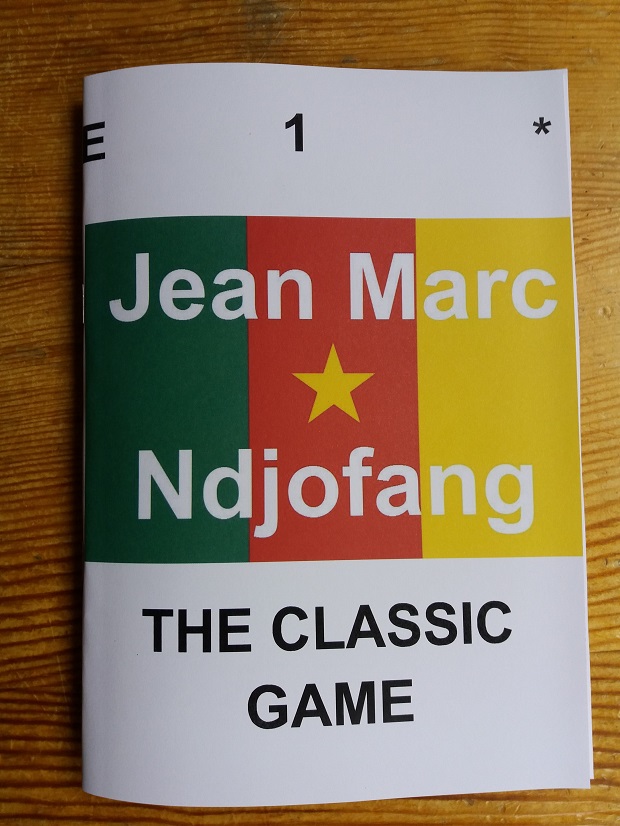 E 1 *
Jean Marc
Ndjofang
THE CLASSIC
GAME